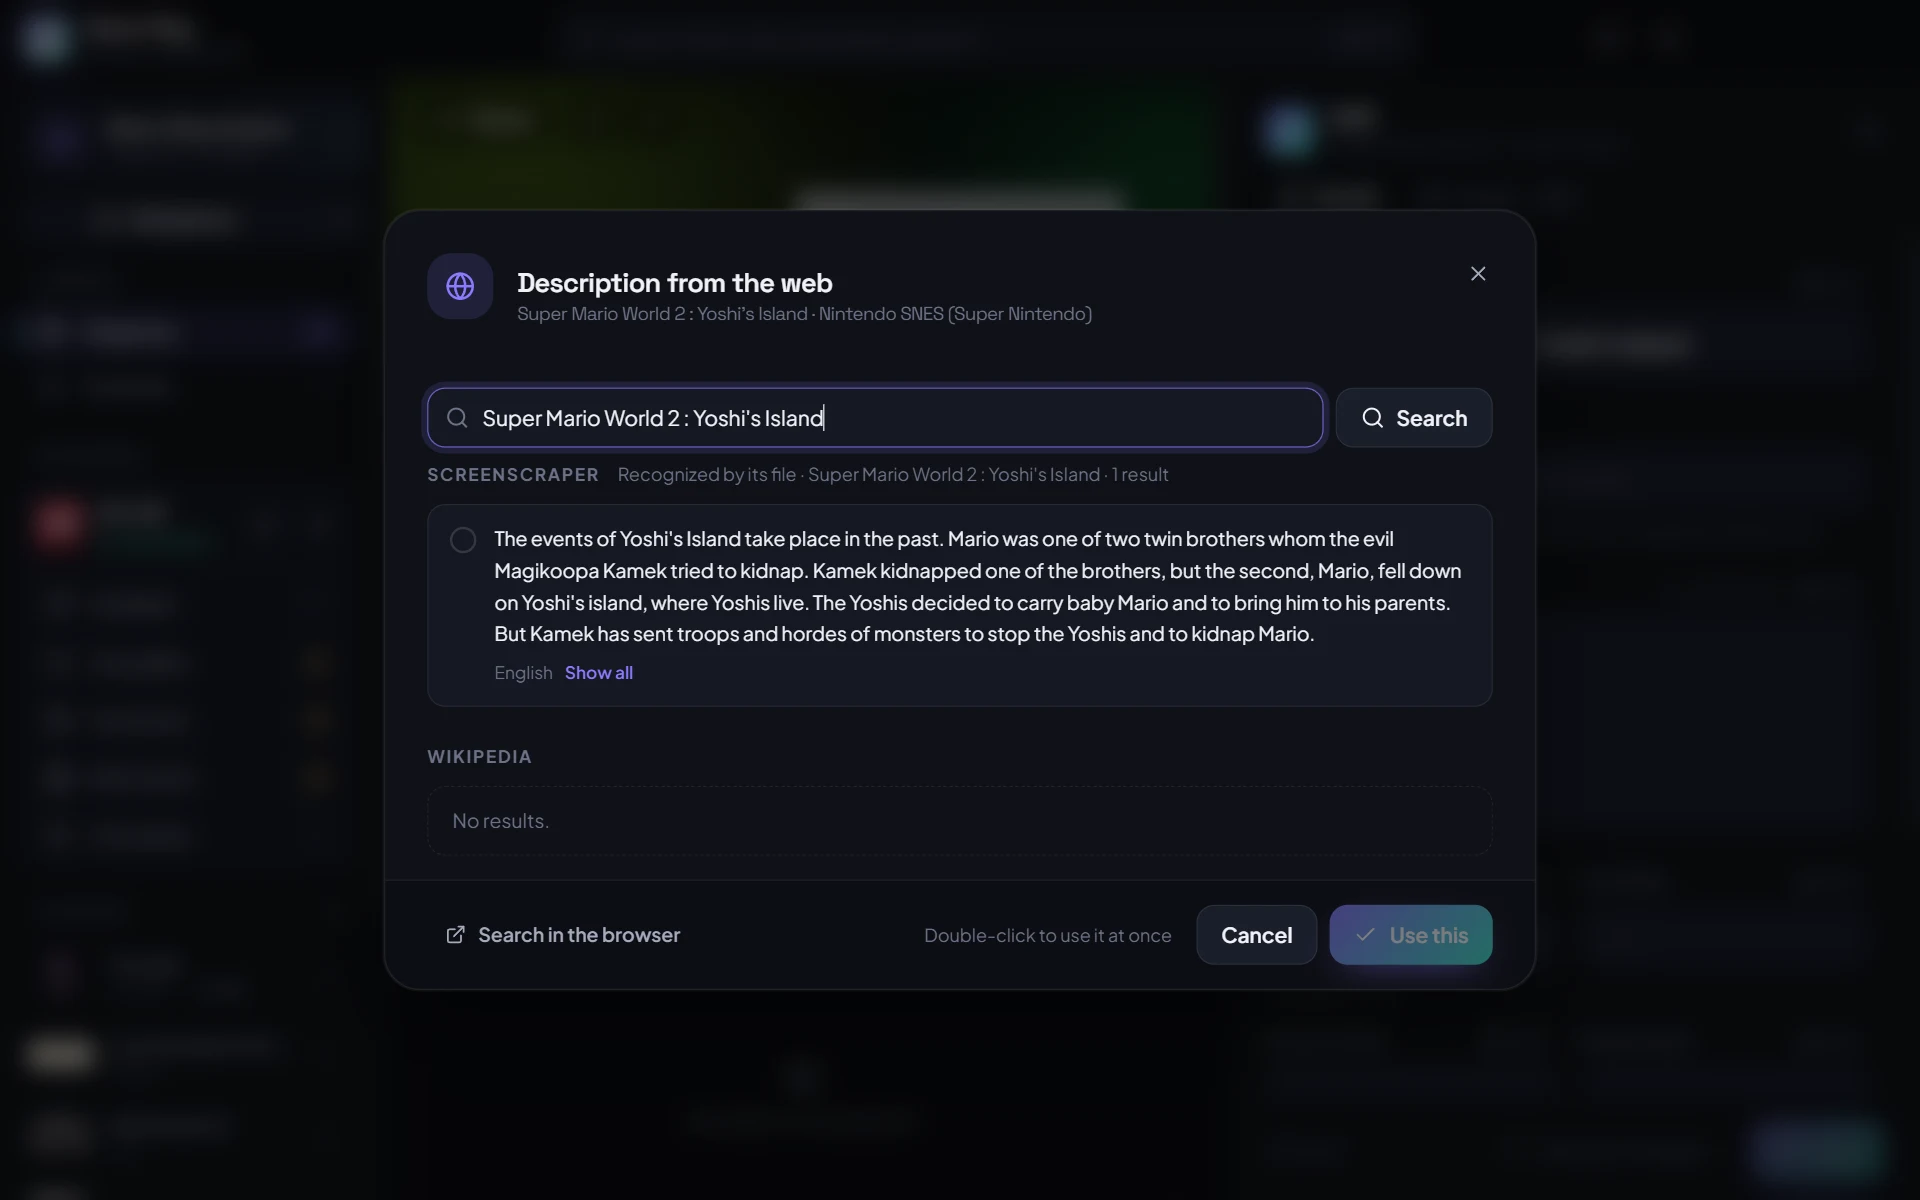 Description from the web
Super Mario World 2 : Yoshi's Island · Nintendo SNES (Super Nintendo)
Super Mario World 2 : Yoshi's Island
Search
SCREENSCRAPER Recognized by its file · Super Mario World 2 : Yoshi's Island · 1 result
The events of Yoshi's Island take place in the past. Mario was one of two twin brothers whom the evil
Magikoopa Kamek tried to kidnap. Kamek kidnapped one of the brothers, but the second, Mario, fell down
on Yoshi's island, where Yoshis live. The Yoshis decided to carry baby Mario and to bring him to his parents.
But Kamek has sent troops and hordes of monsters to stop the Yoshis and to kidnap Mario.
English Show all
WIKIPEDIA
No results.
Search in the browser
Double-click to use it at once
Cancel
Use this